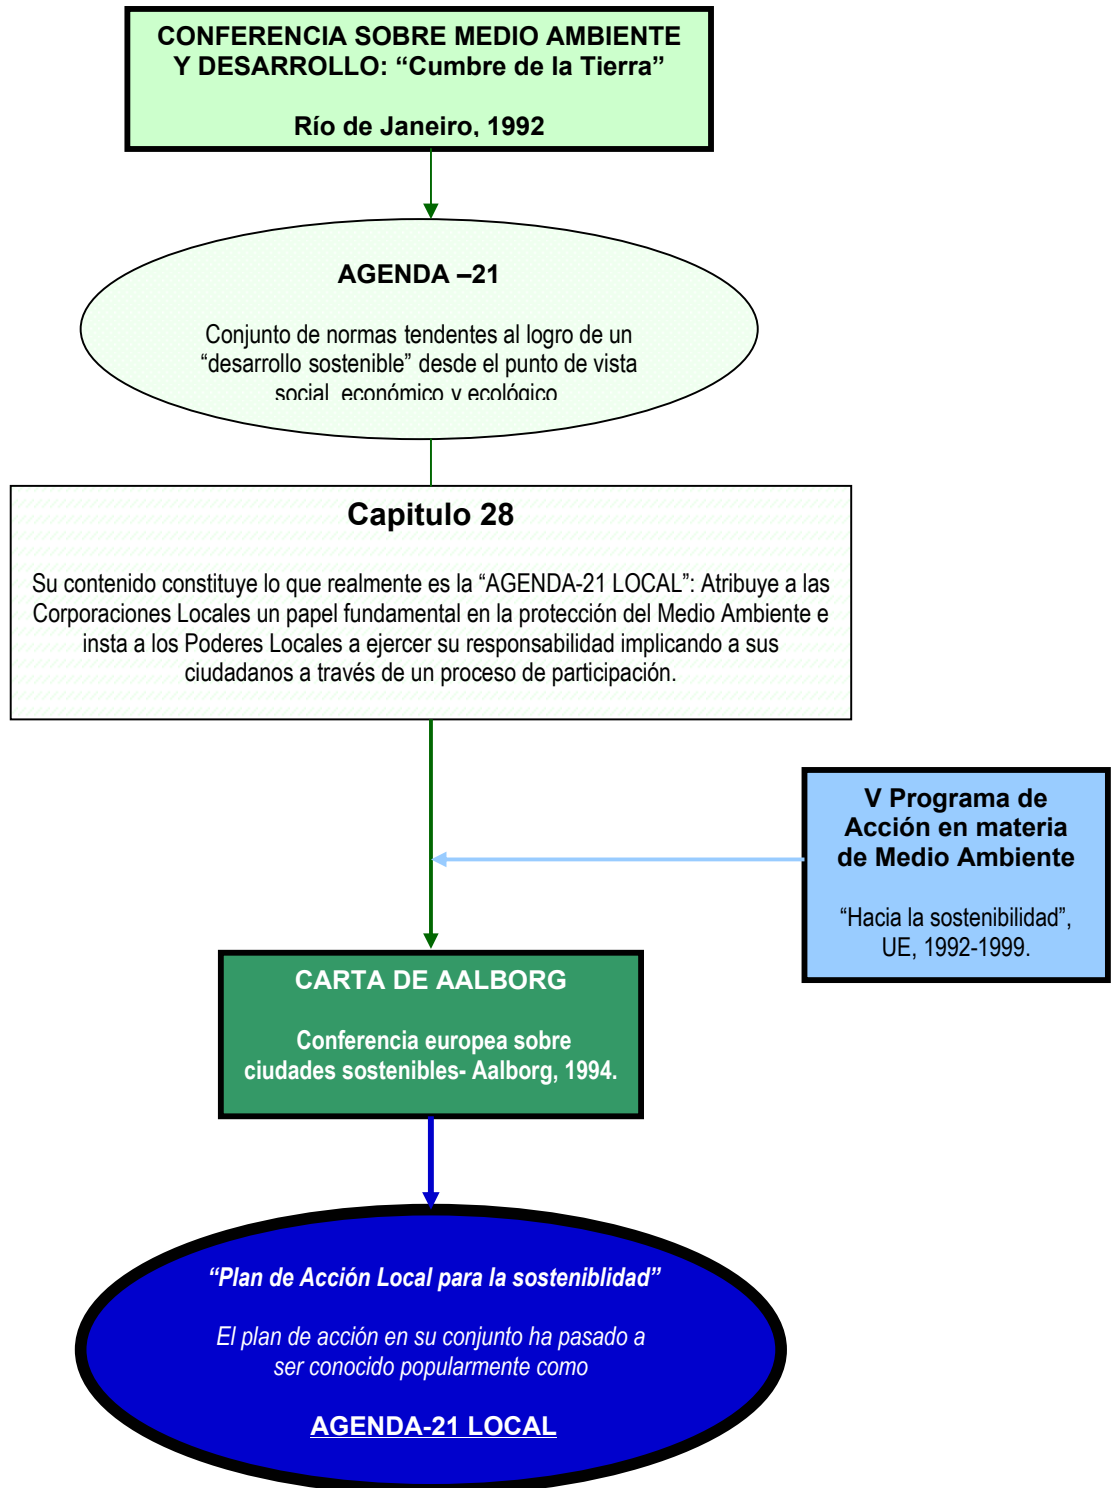 CONFERENCIA SOBRE MEDIO AMBIENTE
Y DESARROLLO: “Cumbre de la Tierra”
Río de Janeiro, 1992
AGENDA –21
Conjunto de normas tendentes al logro de un
“desarrollo sostenible” desde el punto de vista
social, económico y ecológico
Capitulo 28
Su contenido constituye lo que realmente es la “AGENDA-21 LOCAL”: Atribuye a las
Corporaciones Locales un papel fundamental en la protección del Medio Ambiente e
insta a los Poderes Locales a ejercer su responsabilidad implicando a sus
ciudadanos a través de un proceso de participación.
V Programa de
Acción en materia
de Medio Ambiente
“Hacia la sostenibilidad”,
UE, 1992-1999.
CARTA DE AALBORG
Conferencia europea sobre
ciudades sostenibles- Aalborg, 1994.
“Plan de Acción Local para la sosteniblidad”
El plan de acción en su conjunto ha pasado a
ser conocido popularmente como
AGENDA-21 LOCAL